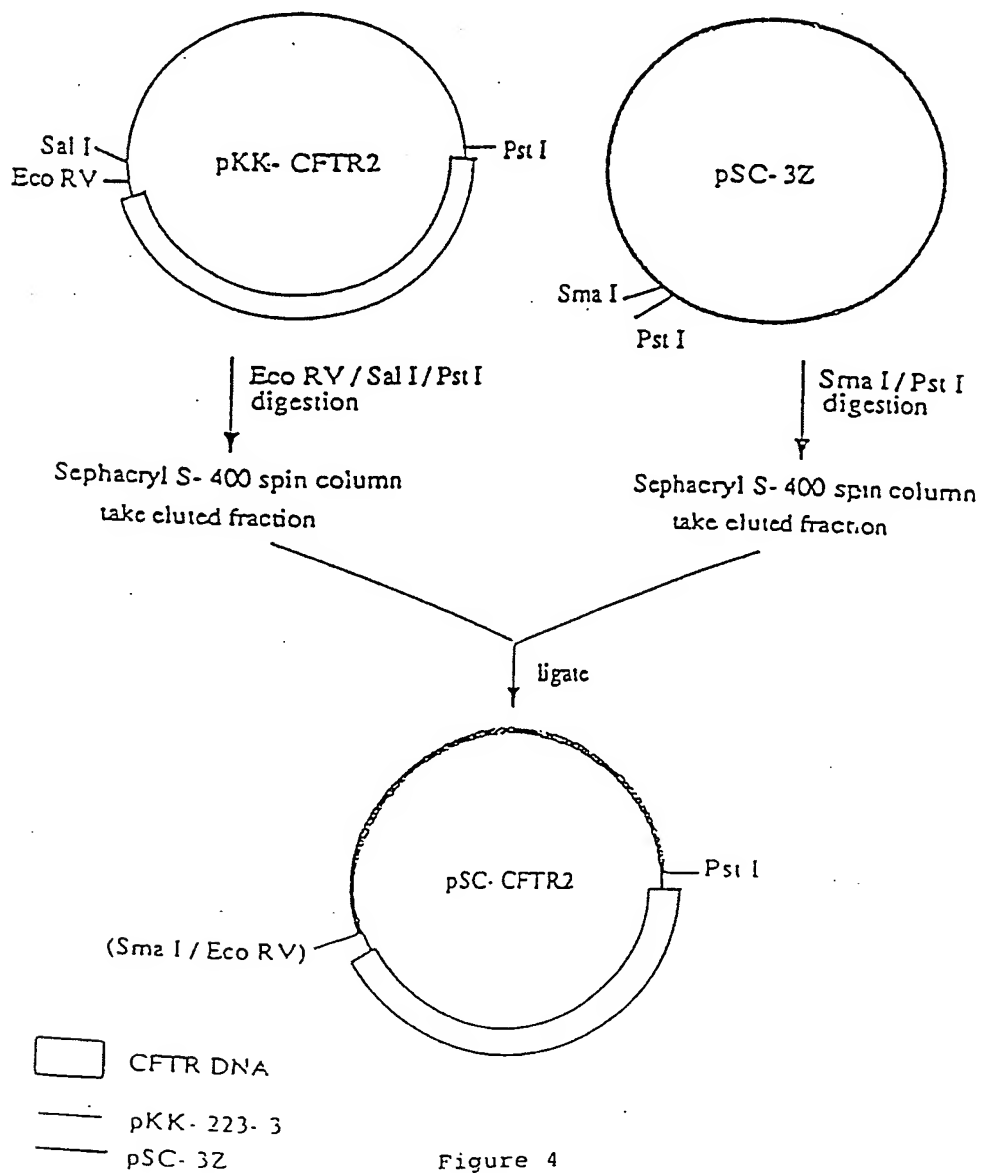 Sal I
Eco RV
pKK- CFTR2
Pst I
pSC- 3Z
Sma I
Pst I
Eco RV / Sal I / Pst I
digestion
Sma I / Pst I
digestion
Sephacryl S- 400 spin column
take eluted fraction
Sephacryl S- 400 spin column
take eluted fraction
ligate
pSC- CFTR2
Pst I
(Sma I / Eco RV)
CFTR DNA
pKK- 223- 3
pSC- 3Z
Figure 4